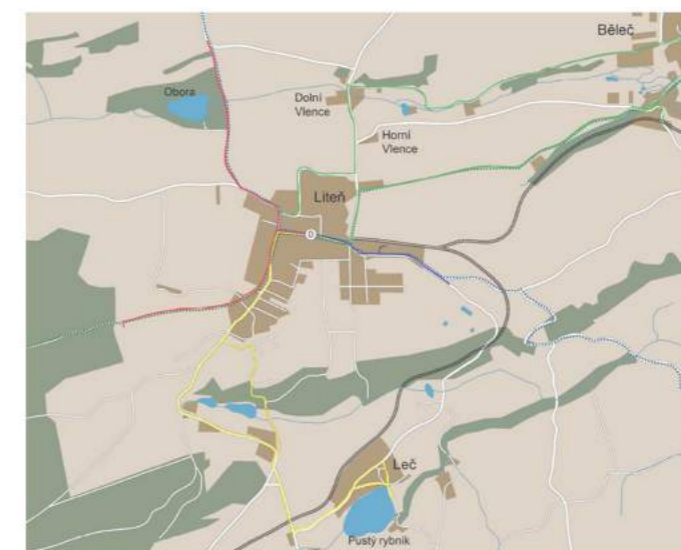 Běleč
Obora
Dolní
Vlence
Horní
Vlence
Liteň
0
Leč
Pustý rybník